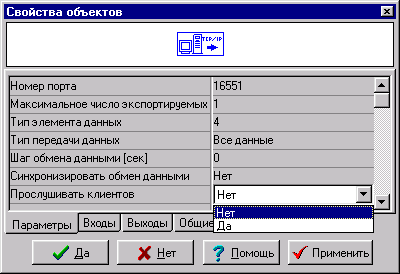 Свойства объектов
TCP/IP
Номер порта 16551
Максимальное число экспортируемых 1
Тип элемента данных 4
Тип передачи данных Все данные
Шаг обмена данными [сек] 0
Синхронизировать обмен данными Нет
Прослушивать клиентов Нет
Нет
Да
Параметры Входы Выходы Общие
Да Нет Помощь Применить